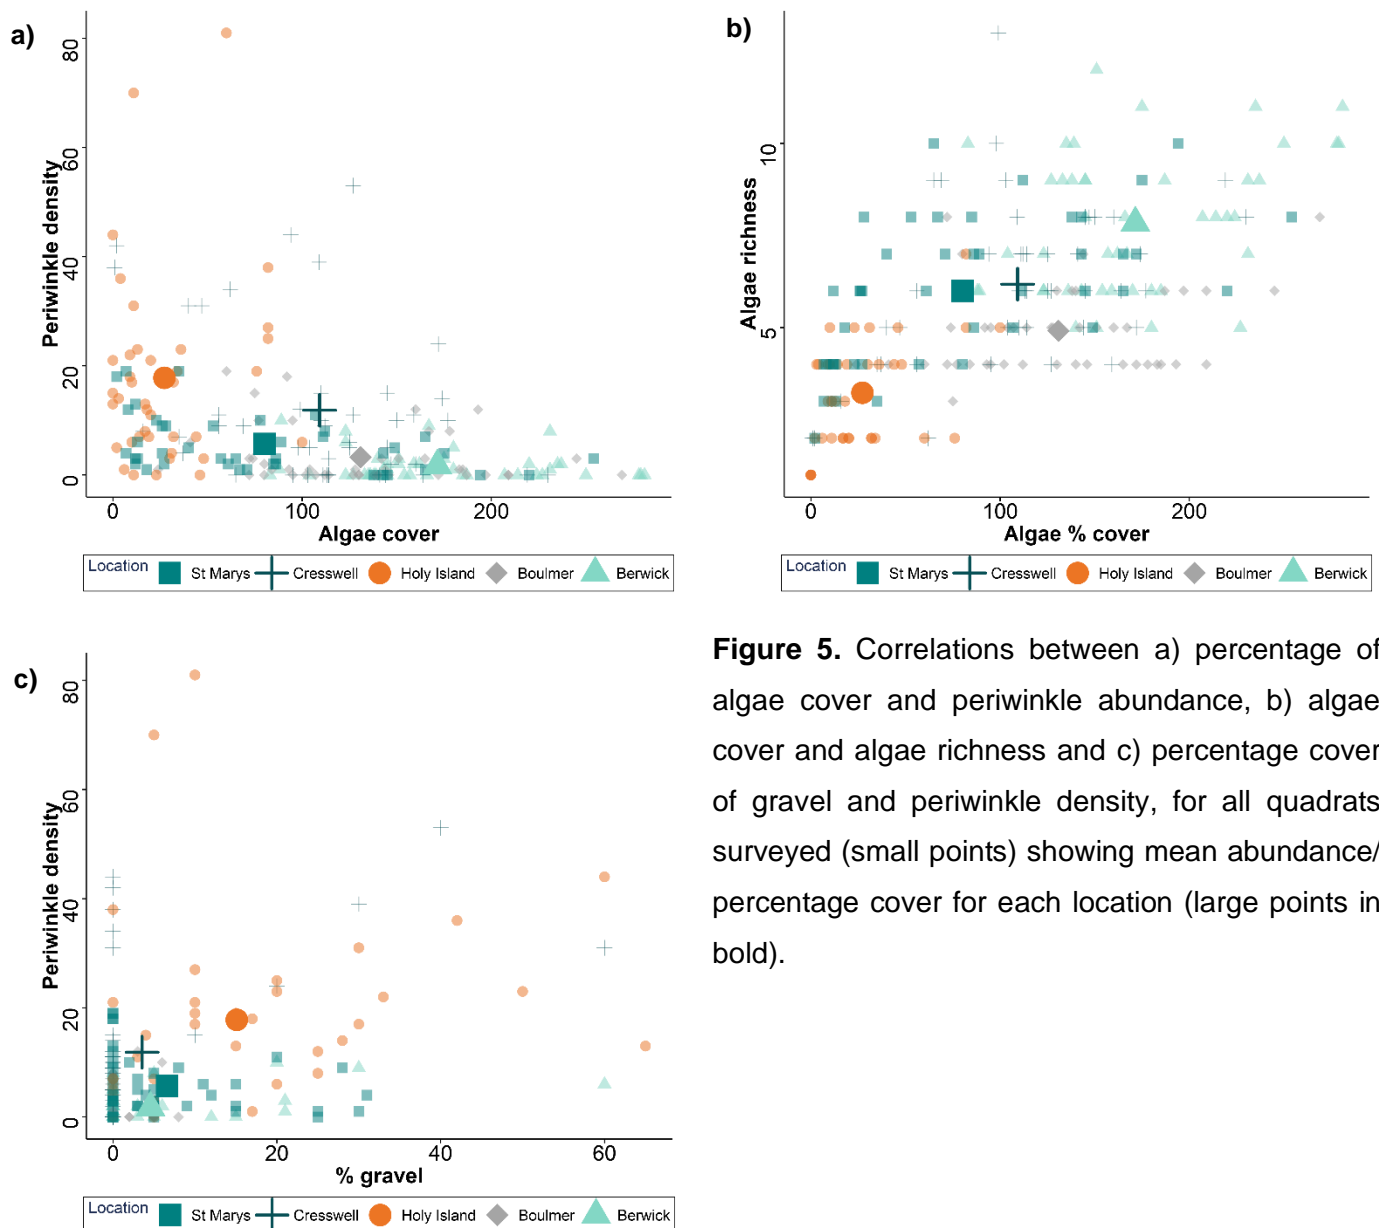 a)
Periwinkle density
80
60
40
20
0
0 100 200
Algae cover
Location St Marys Cresswell Holy Island Boulmer Berwick
b)
Algae richness
10
5
0 100 200
Algae % cover
Location St Marys Cresswell Holy Island Boulmer Berwick
c)
Periwinkle density
80
60
40
20
0
0 20 40 60
% gravel
Location St Marys Cresswell Holy Island Boulmer Berwick
Figure 5. Correlations between a) percentage of
algae cover and periwinkle abundance, b) algae
cover and algae richness and c) percentage cover
of gravel and periwinkle density, for all quadrats
surveyed (small points) showing mean abundance/
percentage cover for each location (large points in
bold).